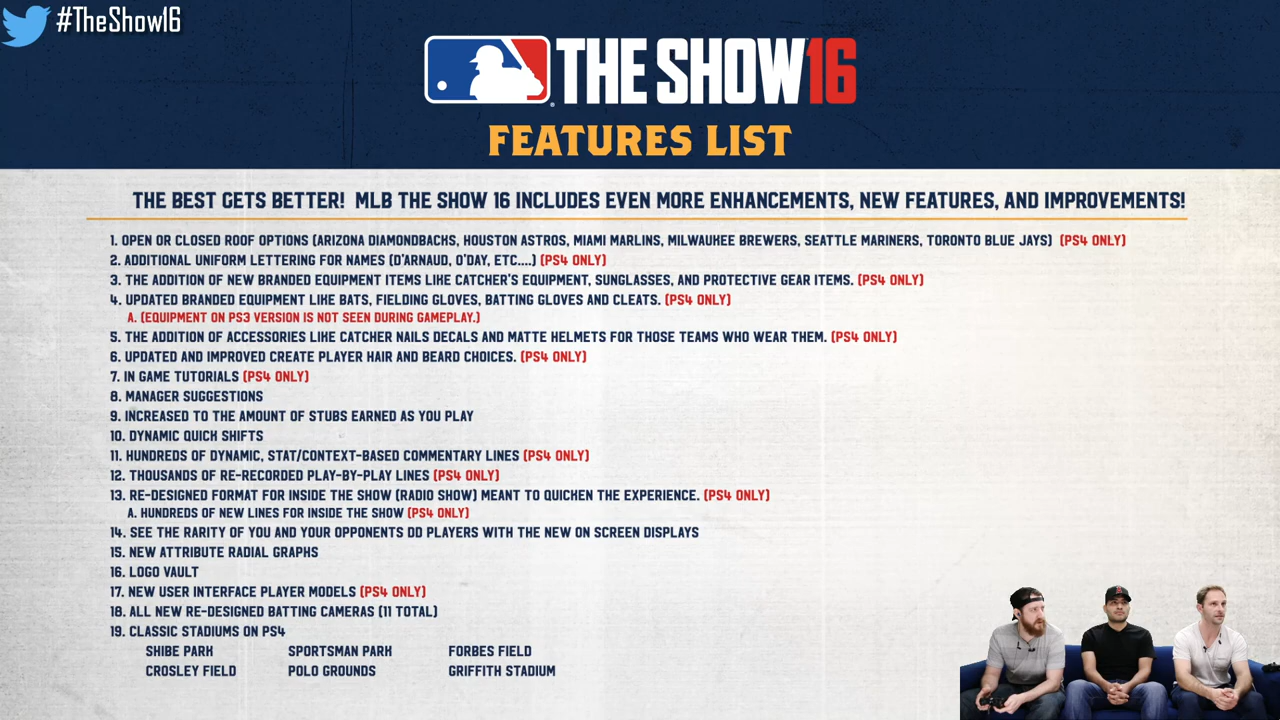 #TheShow16
THE SHOW 16
FEATURES LIST
THE BEST GETS BETTER! MLB THE SHOW 16 INCLUDES EVEN MORE ENHANCEMENTS, NEW FEATURES, AND IMPROVEMENTS!
1. OPEN OR CLOSED ROOF OPTIONS (ARIZONA DIAMONDBACKS, HOUSTON ASTROS, MIAMI MARLINS, MILWAUKEE BREWERS, SEATTLE MARINERS, TORONTO BLUE JAYS) (PS4 ONLY)
2. ADDITIONAL UNIFORM LETTERING FOR NAMES (D'ARNAUD, O'DAY, ETC....) (PS4 ONLY)
3. THE ADDITION OF NEW BRANDED EQUIPMENT ITEMS LIKE CATCHER'S EQUIPMENT, SUNGLASSES, AND PROTECTIVE GEAR ITEMS. (PS4 ONLY)
4. UPDATED BRANDED EQUIPMENT LIKE BATS, FIELDING GLOVES, BATTING GLOVES AND CLEATS. (PS4 ONLY)
A. (EQUIPMENT ON PS3 VERSION IS NOT SEEN DURING GAMEPLAY.)
5. THE ADDITION OF ACCESSORIES LIKE CATCHER NAILS DECALS AND MATTE HELMETS FOR THOSE TEAMS WHO WEAR THEM. (PS4 ONLY)
6. UPDATED AND IMPROVED CREATE PLAYER HAIR AND BEARD CHOICES. (PS4 ONLY)
7. IN GAME TUTORIALS (PS4 ONLY)
8. MANAGER SUGGESTIONS
9. INCREASED TO THE AMOUNT OF STUBS EARNED AS YOU PLAY
10. DYNAMIC QUICK SHIFTS
11. HUNDREDS OF DYNAMIC, STAT/CONTEXT-BASED COMMENTARY LINES (PS4 ONLY)
12. THOUSANDS OF RE-RECORDED PLAY-BY-PLAY LINES (PS4 ONLY)
13. RE-DESIGNED FORMAT FOR INSIDE THE SHOW (RADIO SHOW) MEANT TO QUICKEN THE EXPERIENCE. (PS4 ONLY)
A. HUNDREDS OF NEW LINES FOR INSIDE THE SHOW (PS4 ONLY)
14. SEE THE RARITY OF YOU AND YOUR OPPONENTS DD PLAYERS WITH THE NEW ON SCREEN DISPLAYS
15. NEW ATTRIBUTE RADIAL GRAPHS
16. LOGO VAULT
17. NEW USER INTERFACE PLAYER MODELS (PS4 ONLY)
18. ALL NEW RE-DESIGNED BATTING CAMERAS (11 TOTAL)
19. CLASSIC STADIUMS ON PS4
SHIBE PARK SPORTSMAN PARK FORBES FIELD
CROSLEY FIELD POLO GROUNDS GRIFFITH STADIUM